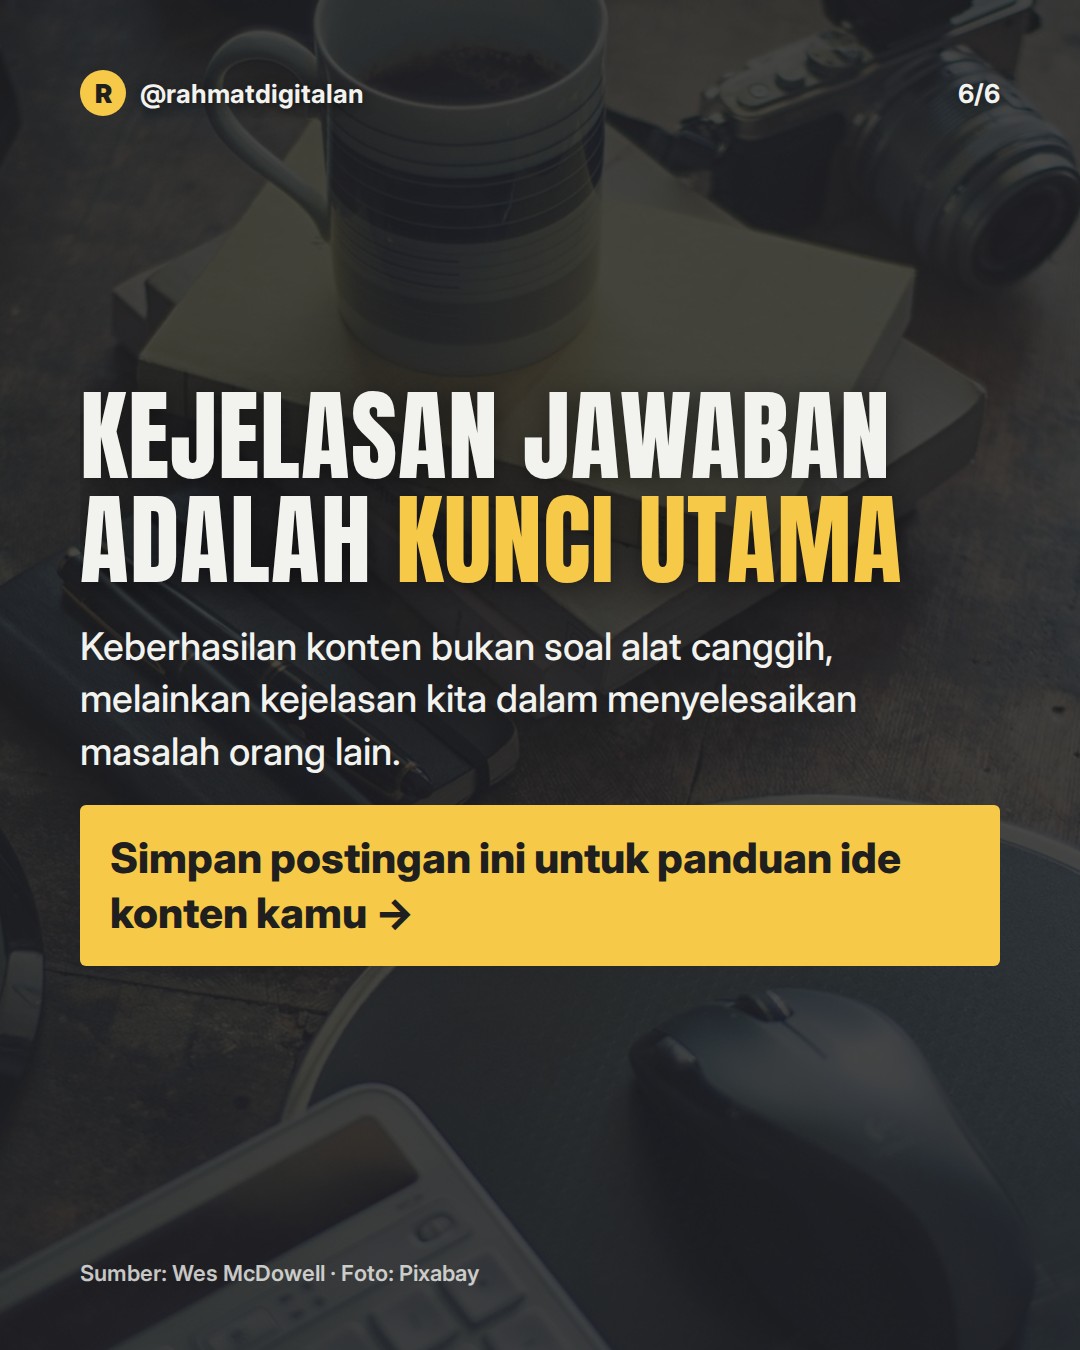 R @rahmatdigitalan
6/6
KEJELASAN JAWABAN
ADALAH KUNCI UTAMA
Keberhasilan konten bukan soal alat canggih,
melainkan kejelasan kita dalam menyelesaikan
masalah orang lain.
Simpan postingan ini untuk panduan ide
konten kamu →
Sumber: Wes McDowell · Foto: Pixabay